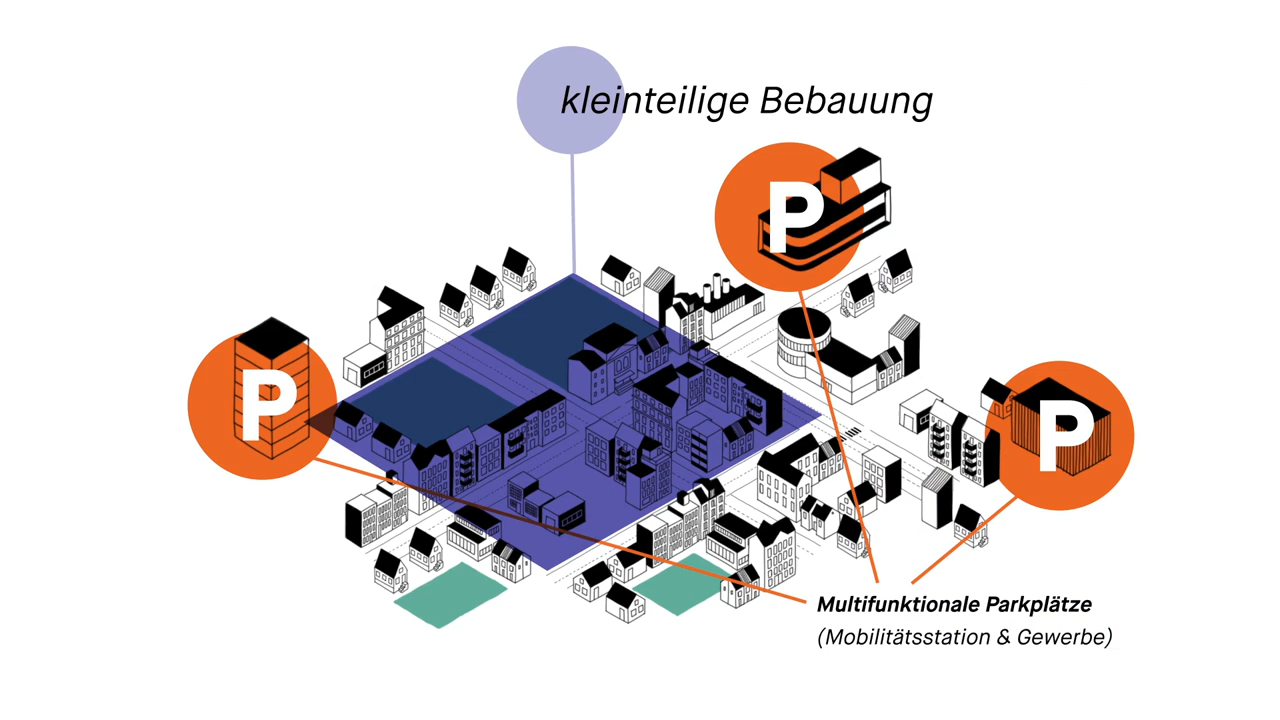 kleinteilige Bebauung
P
P
P
Multifunktionale Parkplätze
(Mobilitätsstation & Gewerbe)